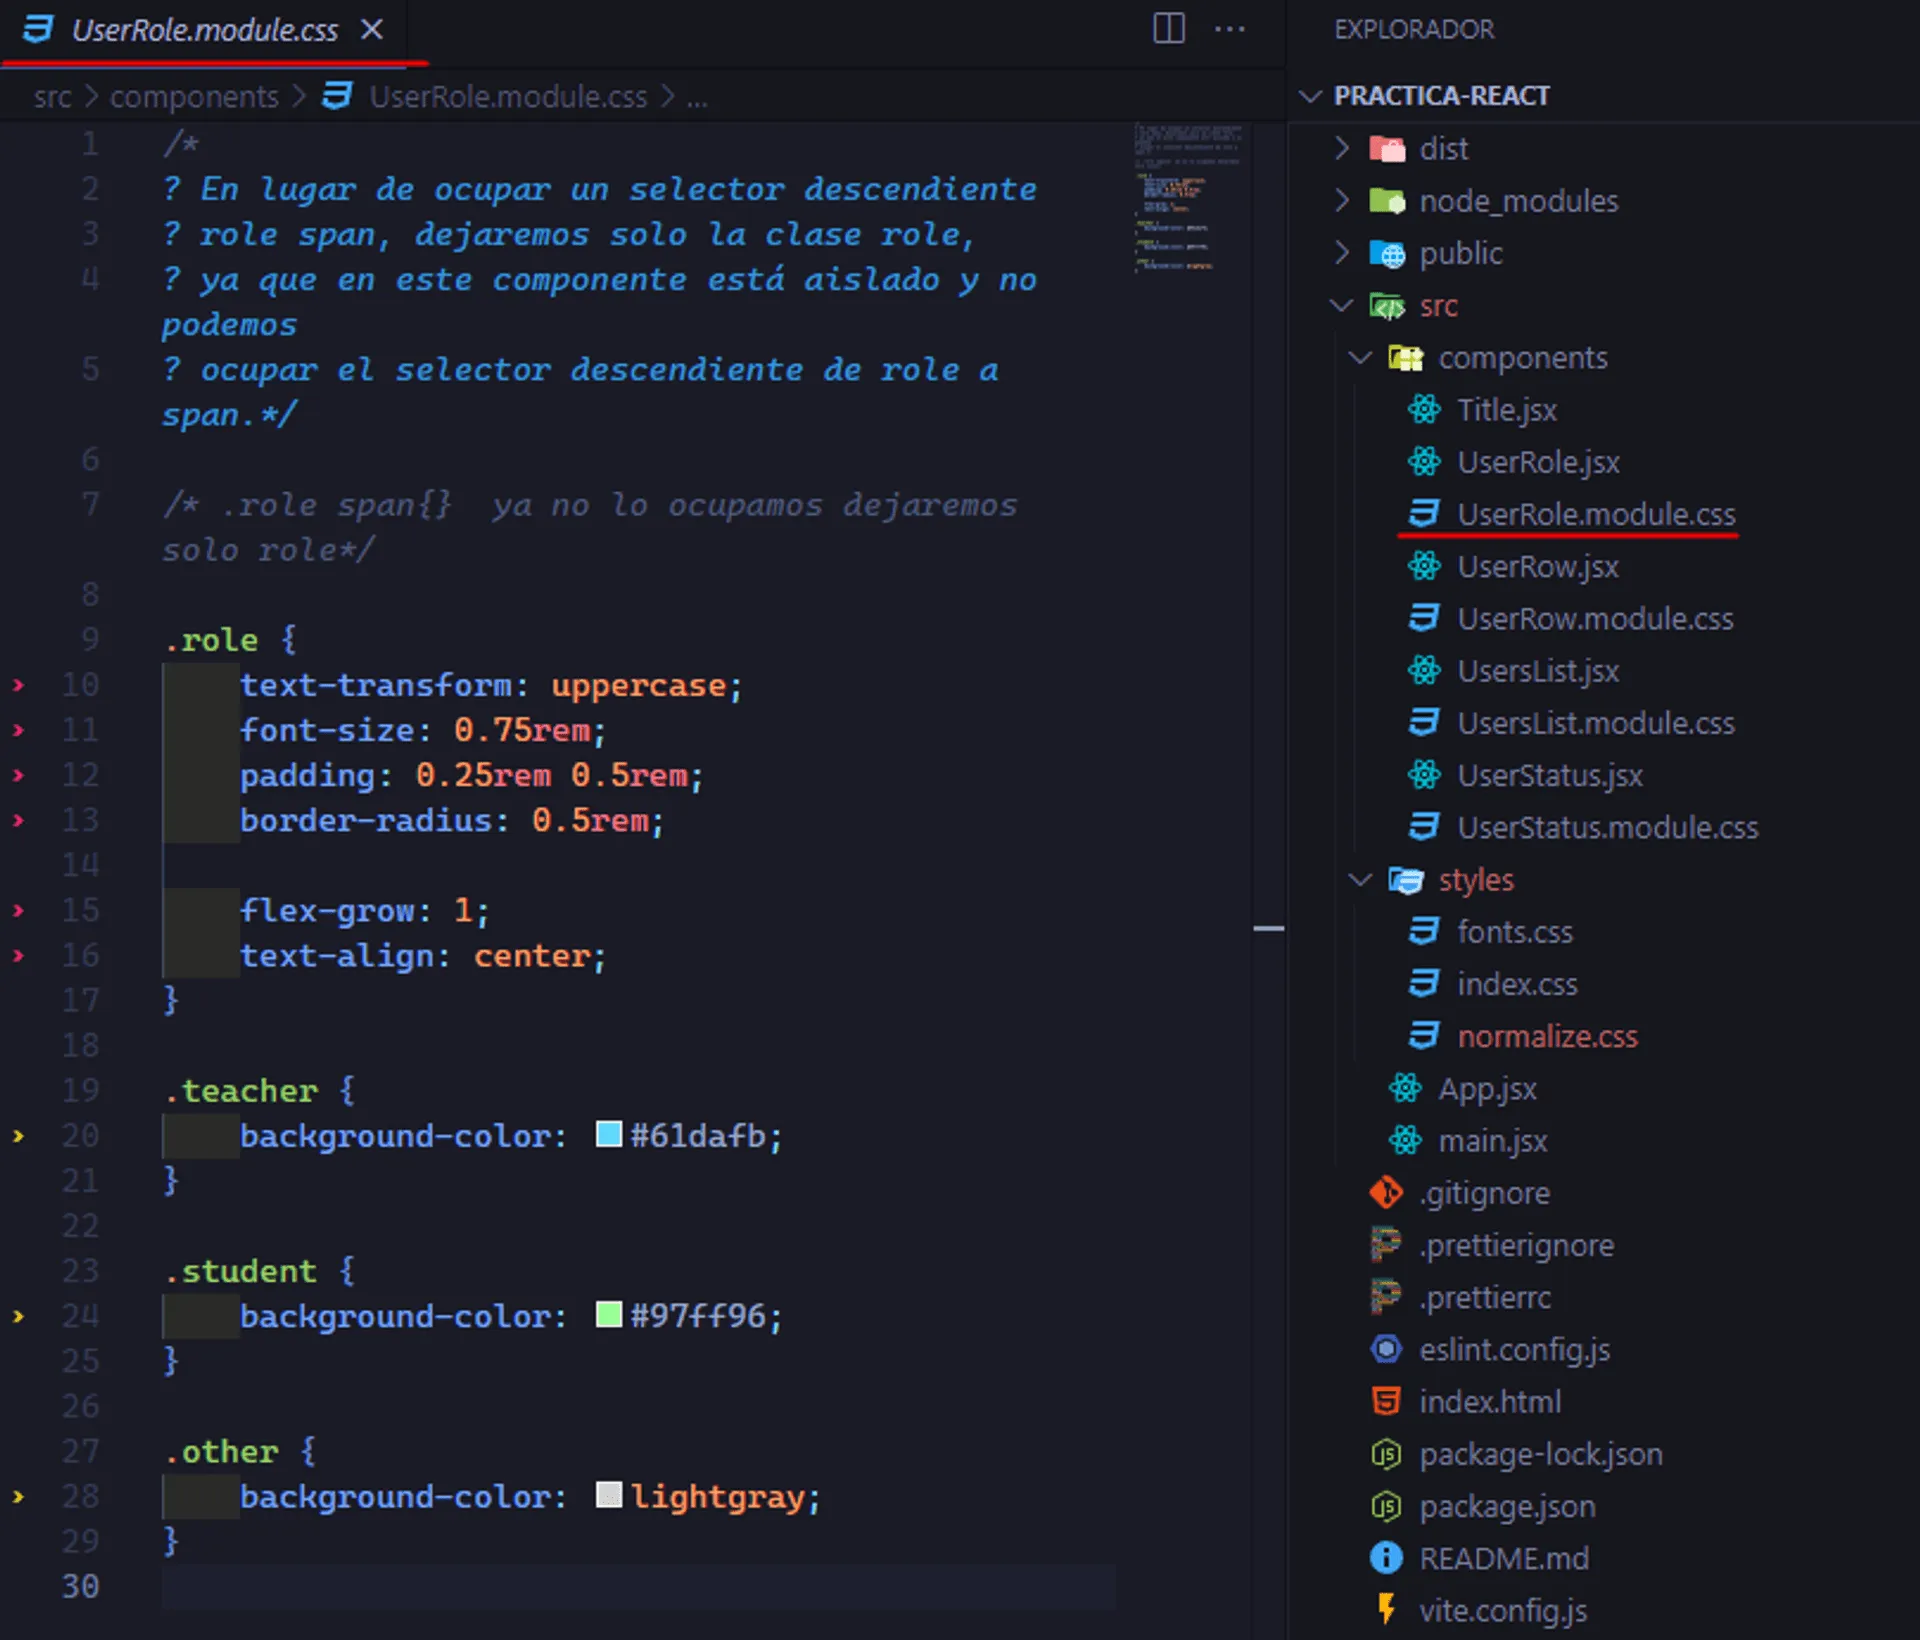 UserRole.module.css
src > components > UserRole.module.css > ...
1 /*
2 ? En lugar de ocupar un selector descendiente
3 ? role span, dejaremos solo la clase role,
4 ? ya que en este componente está aislado y no
podemos
5 ? ocupar el selector descendiente de role a
span.*/
6
7 /* .role span{}  ya no lo ocupamos dejaremos
solo role*/
8
9 .role {
10 text-transform: uppercase;
11 font-size: 0.75rem;
12 padding: 0.25rem 0.5rem;
13 border-radius: 0.5rem;
14
15 flex-grow: 1;
16 text-align: center;
17 }
18
19 .teacher {
20 background-color: #61dafb;
21 }
22
23 .student {
24 background-color: #97ff96;
25 }
26
27 .other {
28 background-color: lightgray;
29 }
30
EXPLORADOR
PRACTICA-REACT
dist
node_modules
public
src
components
Title.jsx
UserRole.jsx
UserRole.module.css
UserRow.jsx
UserRow.module.css
UsersList.jsx
UsersList.module.css
UserStatus.jsx
UserStatus.module.css
styles
fonts.css
index.css
normalize.css
App.jsx
main.jsx
.gitignore
.prettierignore
.prettierrc
eslint.config.js
index.html
package-lock.json
package.json
README.md
vite.config.js